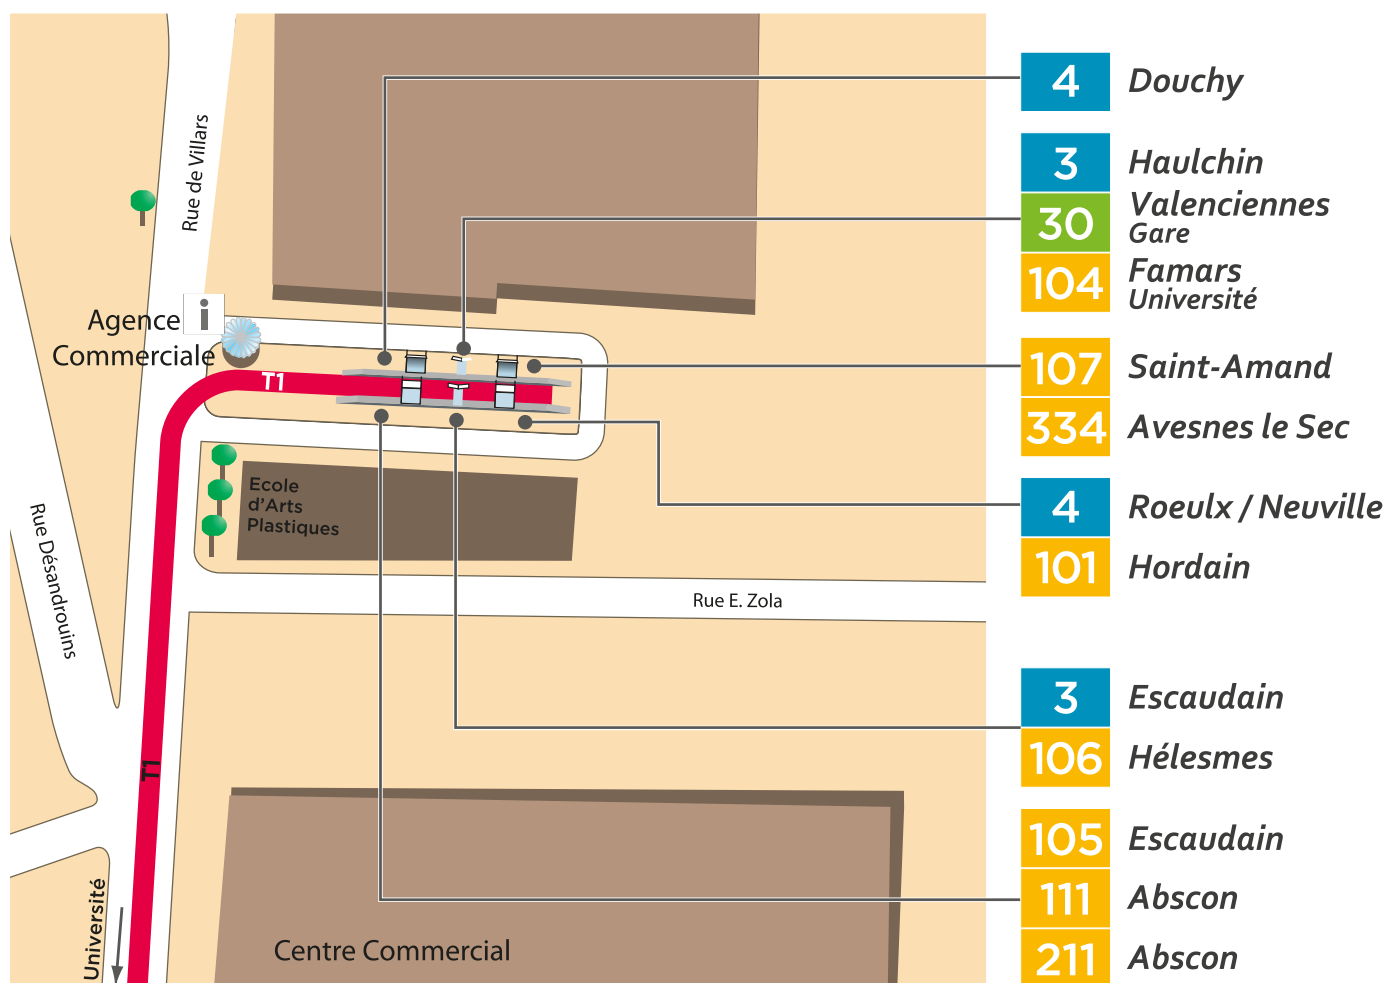 Rue de Villars
Agence
Commerciale
i
T1
Ecole
d'Arts
Plastiques
Rue Désandrouins
Rue E. Zola
T1
Université
Centre Commercial
4 Douchy
3 Haulchin
30 Valenciennes
Gare
104 Famars
Université
107 Saint-Amand
334 Avesnes le Sec
4 Roeulx / Neuville
101 Hordain
3 Escaudain
106 Hélesmes
105 Escaudain
111 Abscon
211 Abscon